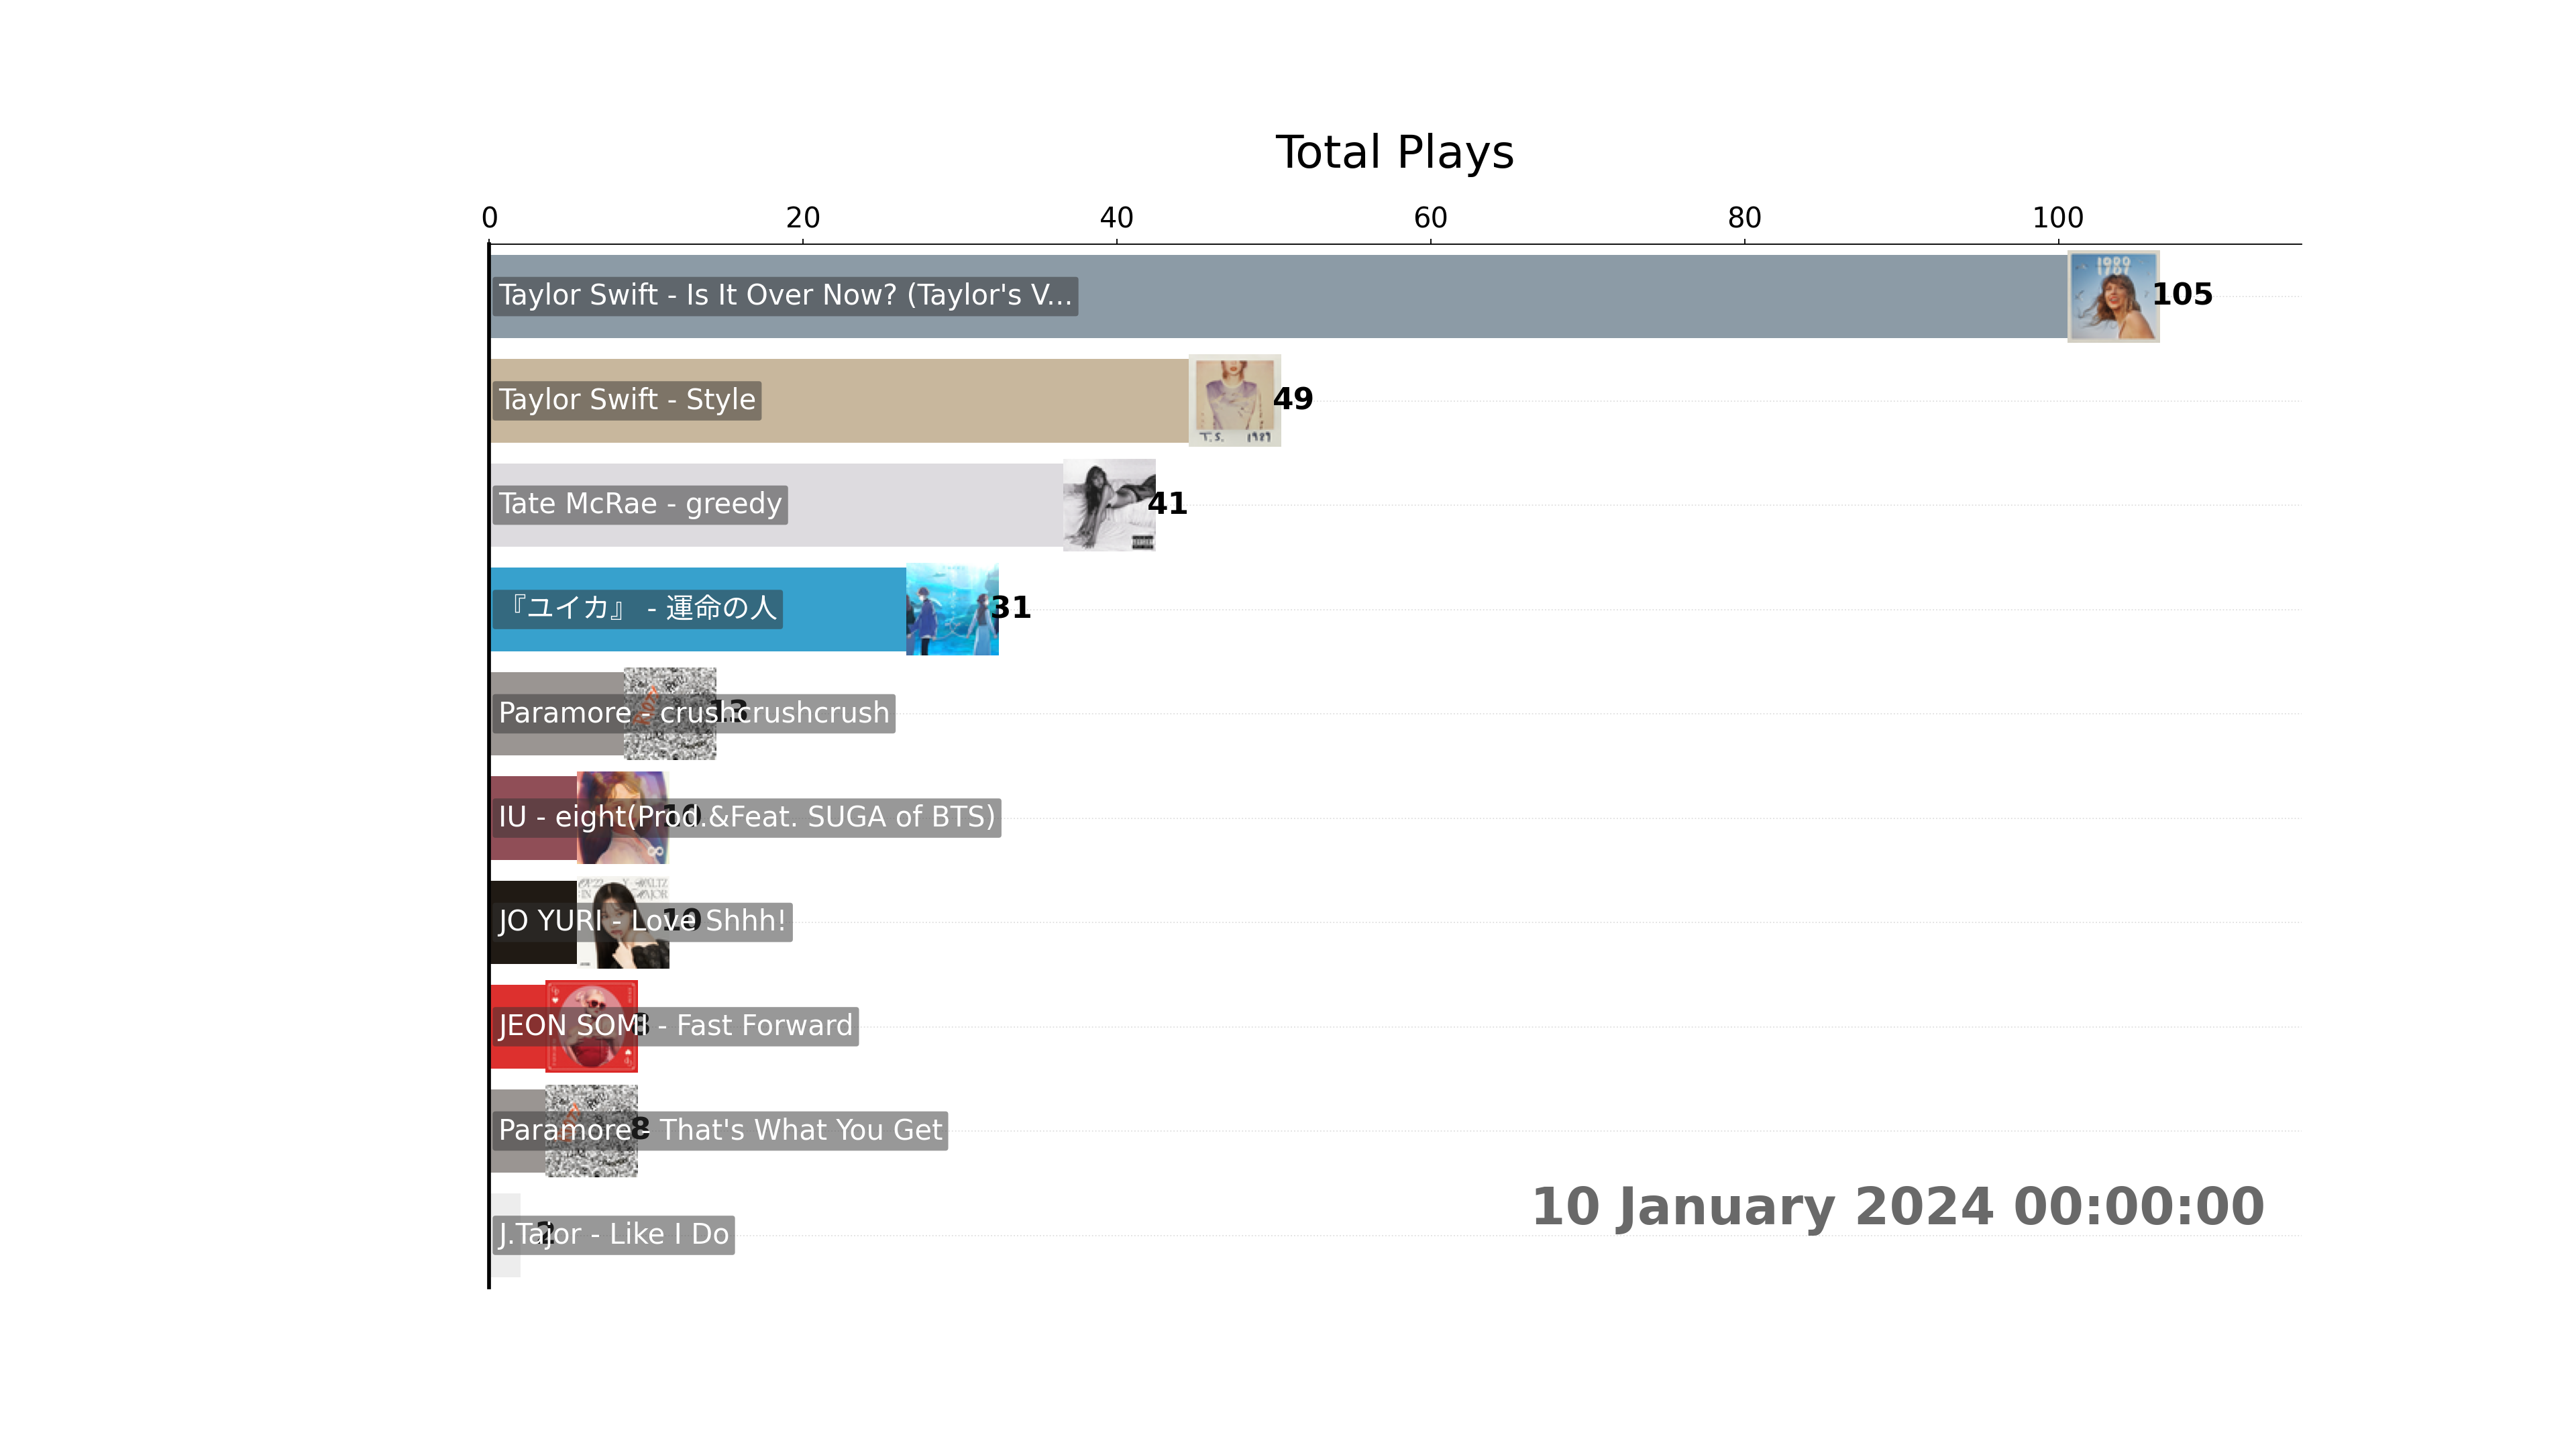 Total Plays
0 20 40 60 80 100
Taylor Swift - Is It Over Now? (Taylor's V... 105
Taylor Swift - Style T.S. 1989 49
Tate McRae - greedy 41
『ユイカ』 - 運命の人 31
Paramore - crushcrushcrush 13
IU - eight(Prod.&Feat. SUGA of BTS) 10
JO YURI - Love Shhh! 10
JEON SOMI - Fast Forward 8
Paramore - That's What You Get 8
J.Tajor - Like I Do 2
10 January 2024 00:00:00